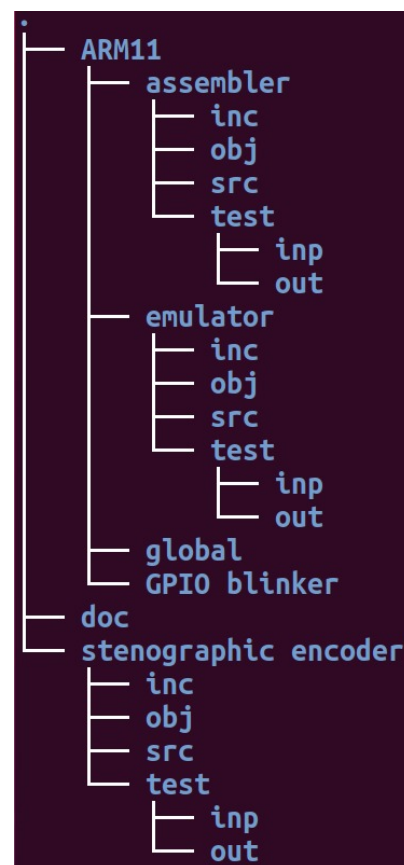 .
ARM11
assembler
inc
obj
src
test
inp
out
emulator
inc
obj
src
test
inp
out
global
GPIO blinker
doc
stenographic encoder
inc
obj
src
test
inp
out